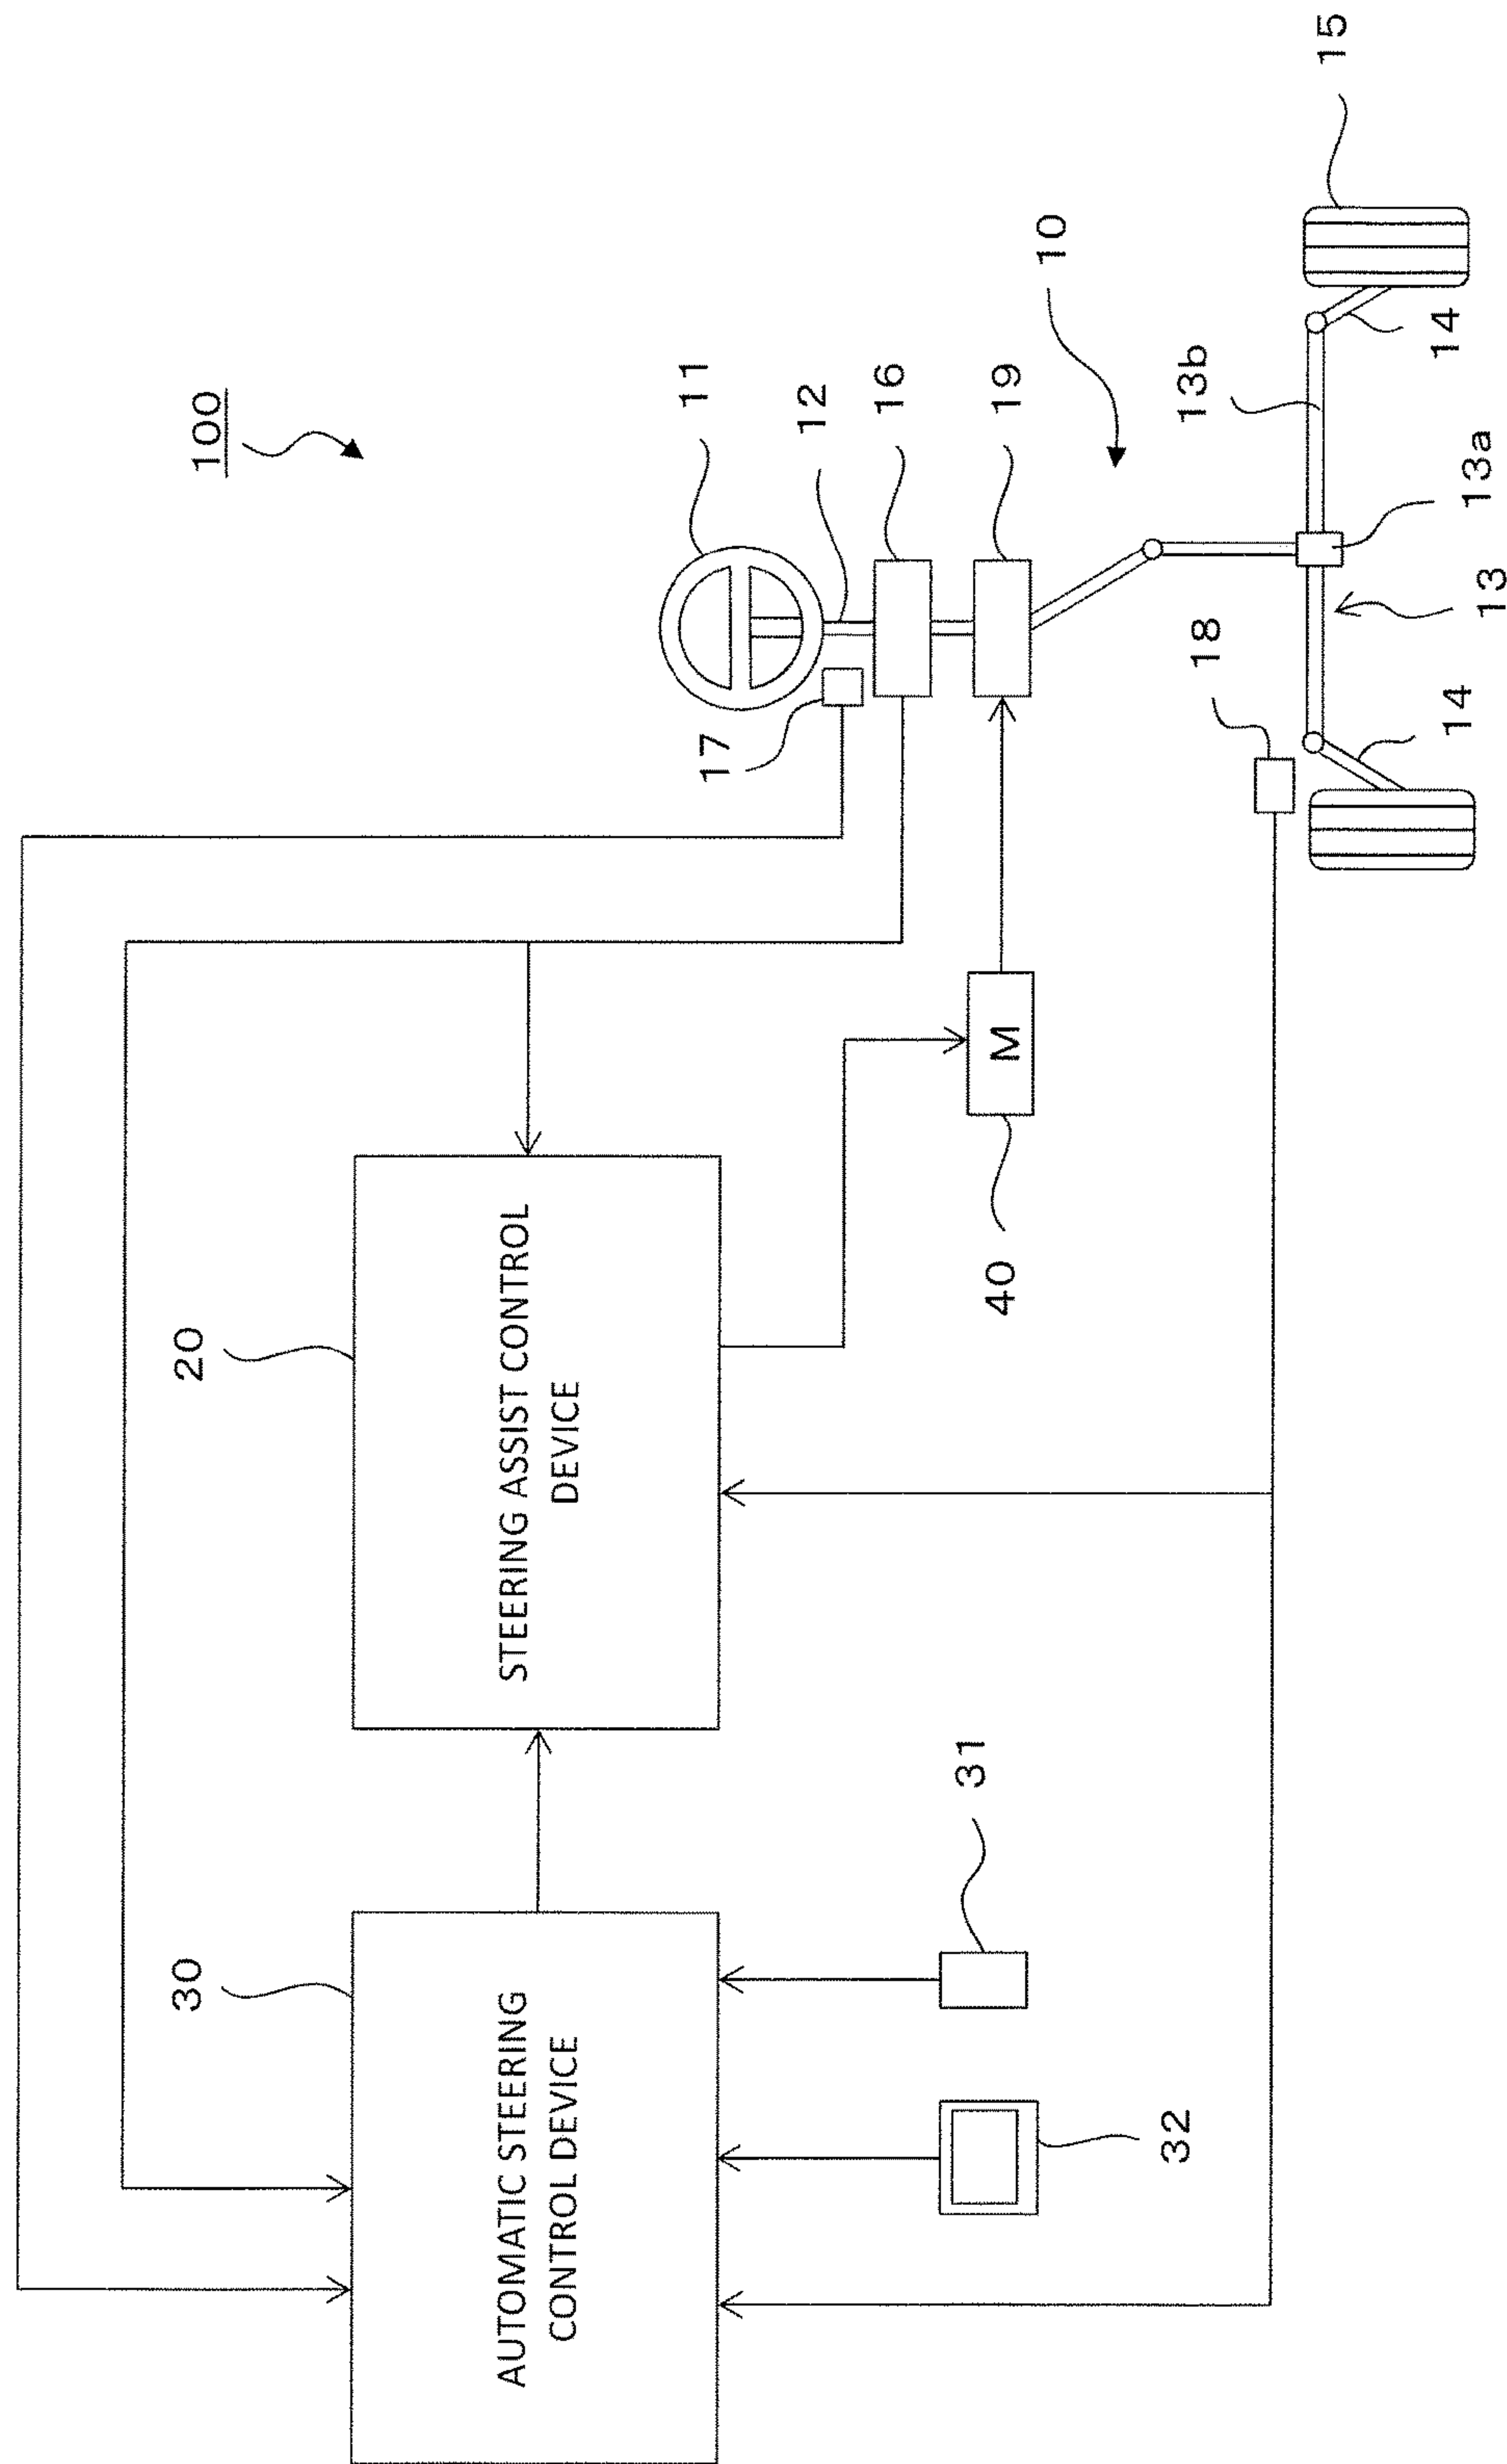 100
11
12
16
19
10
17
18
13b
13a
13
14
14
15
20
STEERING ASSIST CONTROL
DEVICE
M
40
30
AUTOMATIC STEERING
CONTROL DEVICE
31
32